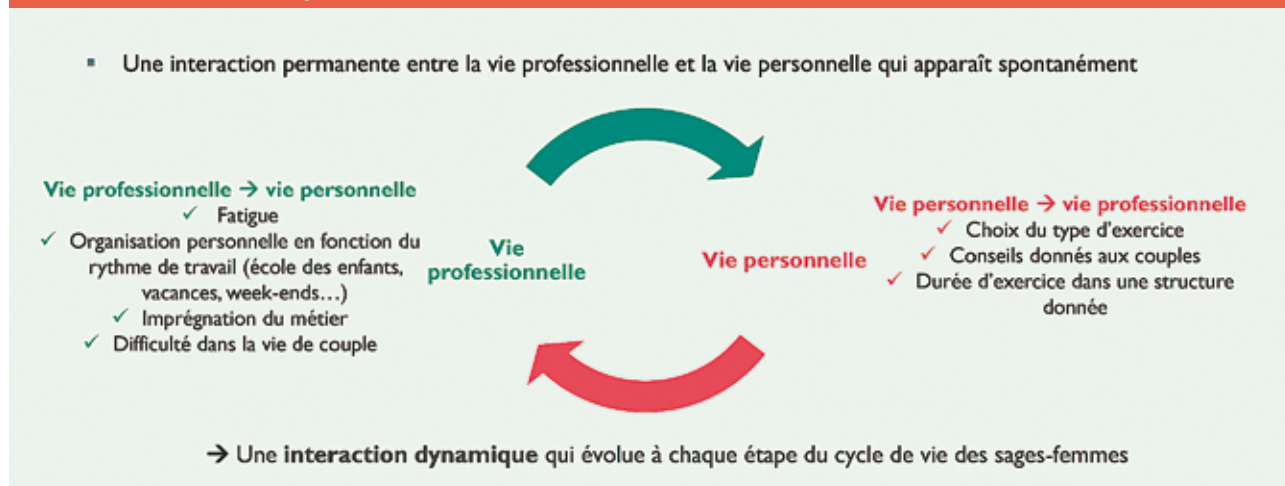 ▪ Une interaction permanente entre la vie professionnelle et la vie personnelle qui apparaît spontanément
Vie professionnelle → vie personnelle
✓ Fatigue
✓ Organisation personnelle en fonction du
rythme de travail (école des enfants,
vacances, week-ends…)
✓ Imprégnation du métier
✓ Difficulté dans la vie de couple
Vie
professionnelle
Vie personnelle
Vie personnelle → vie professionnelle
✓ Choix du type d’exercice
✓ Conseils donnés aux couples
✓ Durée d’exercice dans une structure
donnée
→ Une interaction dynamique qui évolue à chaque étape du cycle de vie des sages-femmes